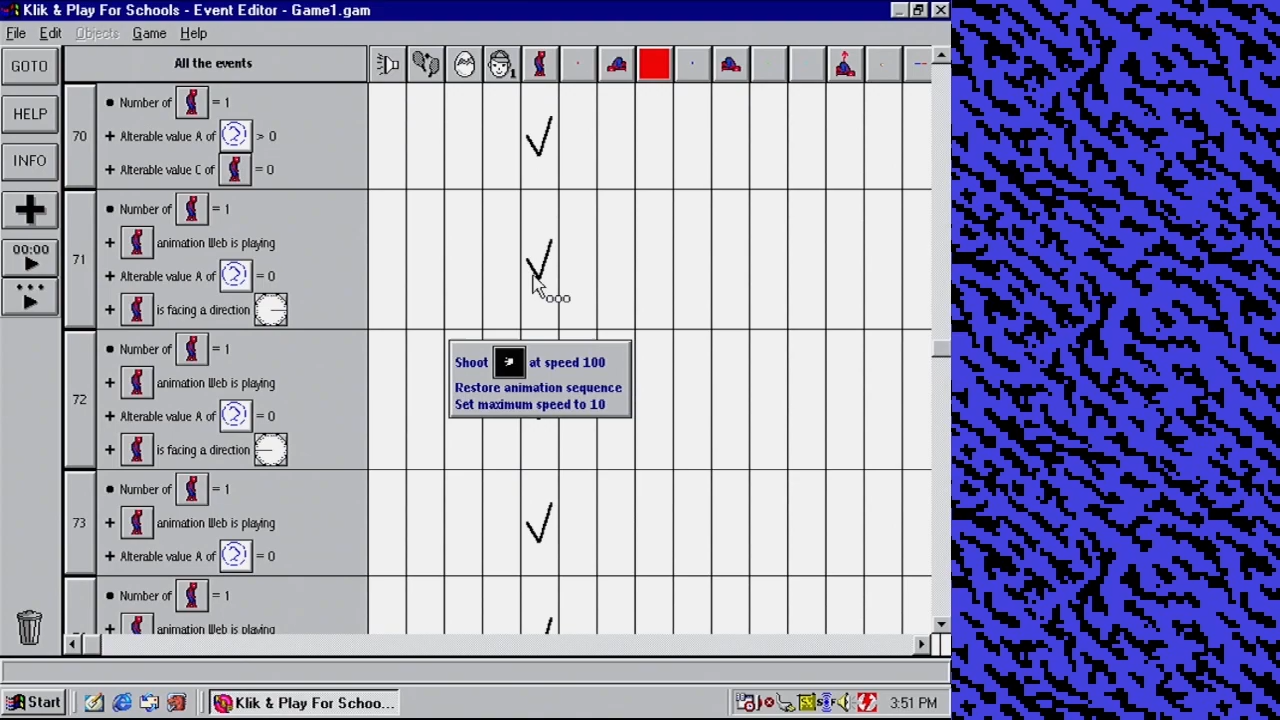 Klik & Play For Schools - Event Editor - Game1.gam
File Edit Objects Game Help
GOTO
All the events
1
HELP
INFO
00:00
70
● Number of = 1
+ Alterable value A of > 0
+ Alterable value C of = 0
71
● Number of = 1
+ animation Web is playing
+ Alterable value A of = 0
+ is facing a direction
Shoot at speed 100
Restore animation sequence
Set maximum speed to 10
72
● Number of = 1
+ animation Web is playing
+ Alterable value A of = 0
+ is facing a direction
73
● Number of = 1
+ animation Web is playing
+ Alterable value A of = 0
● Number of = 1
+ animation Web is playing
Start
Klik & Play For Schoo...
3:51 PM